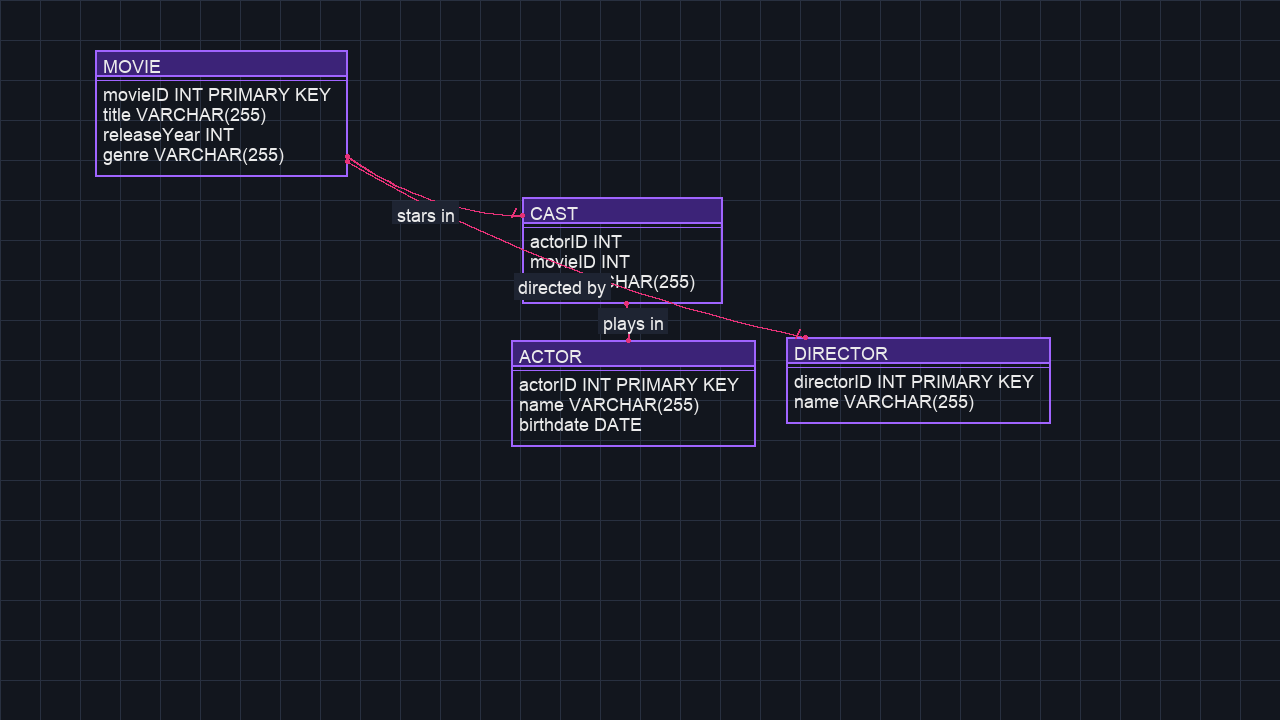 MOVIE
movieID INT PRIMARY KEY
title VARCHAR(255)
releaseYear INT
genre VARCHAR(255)
stars in
CAST
actorID INT
movieID INT
CHAR(255)
directed by
plays in
ACTOR
actorID INT PRIMARY KEY
name VARCHAR(255)
birthdate DATE
DIRECTOR
directorID INT PRIMARY KEY
name VARCHAR(255)